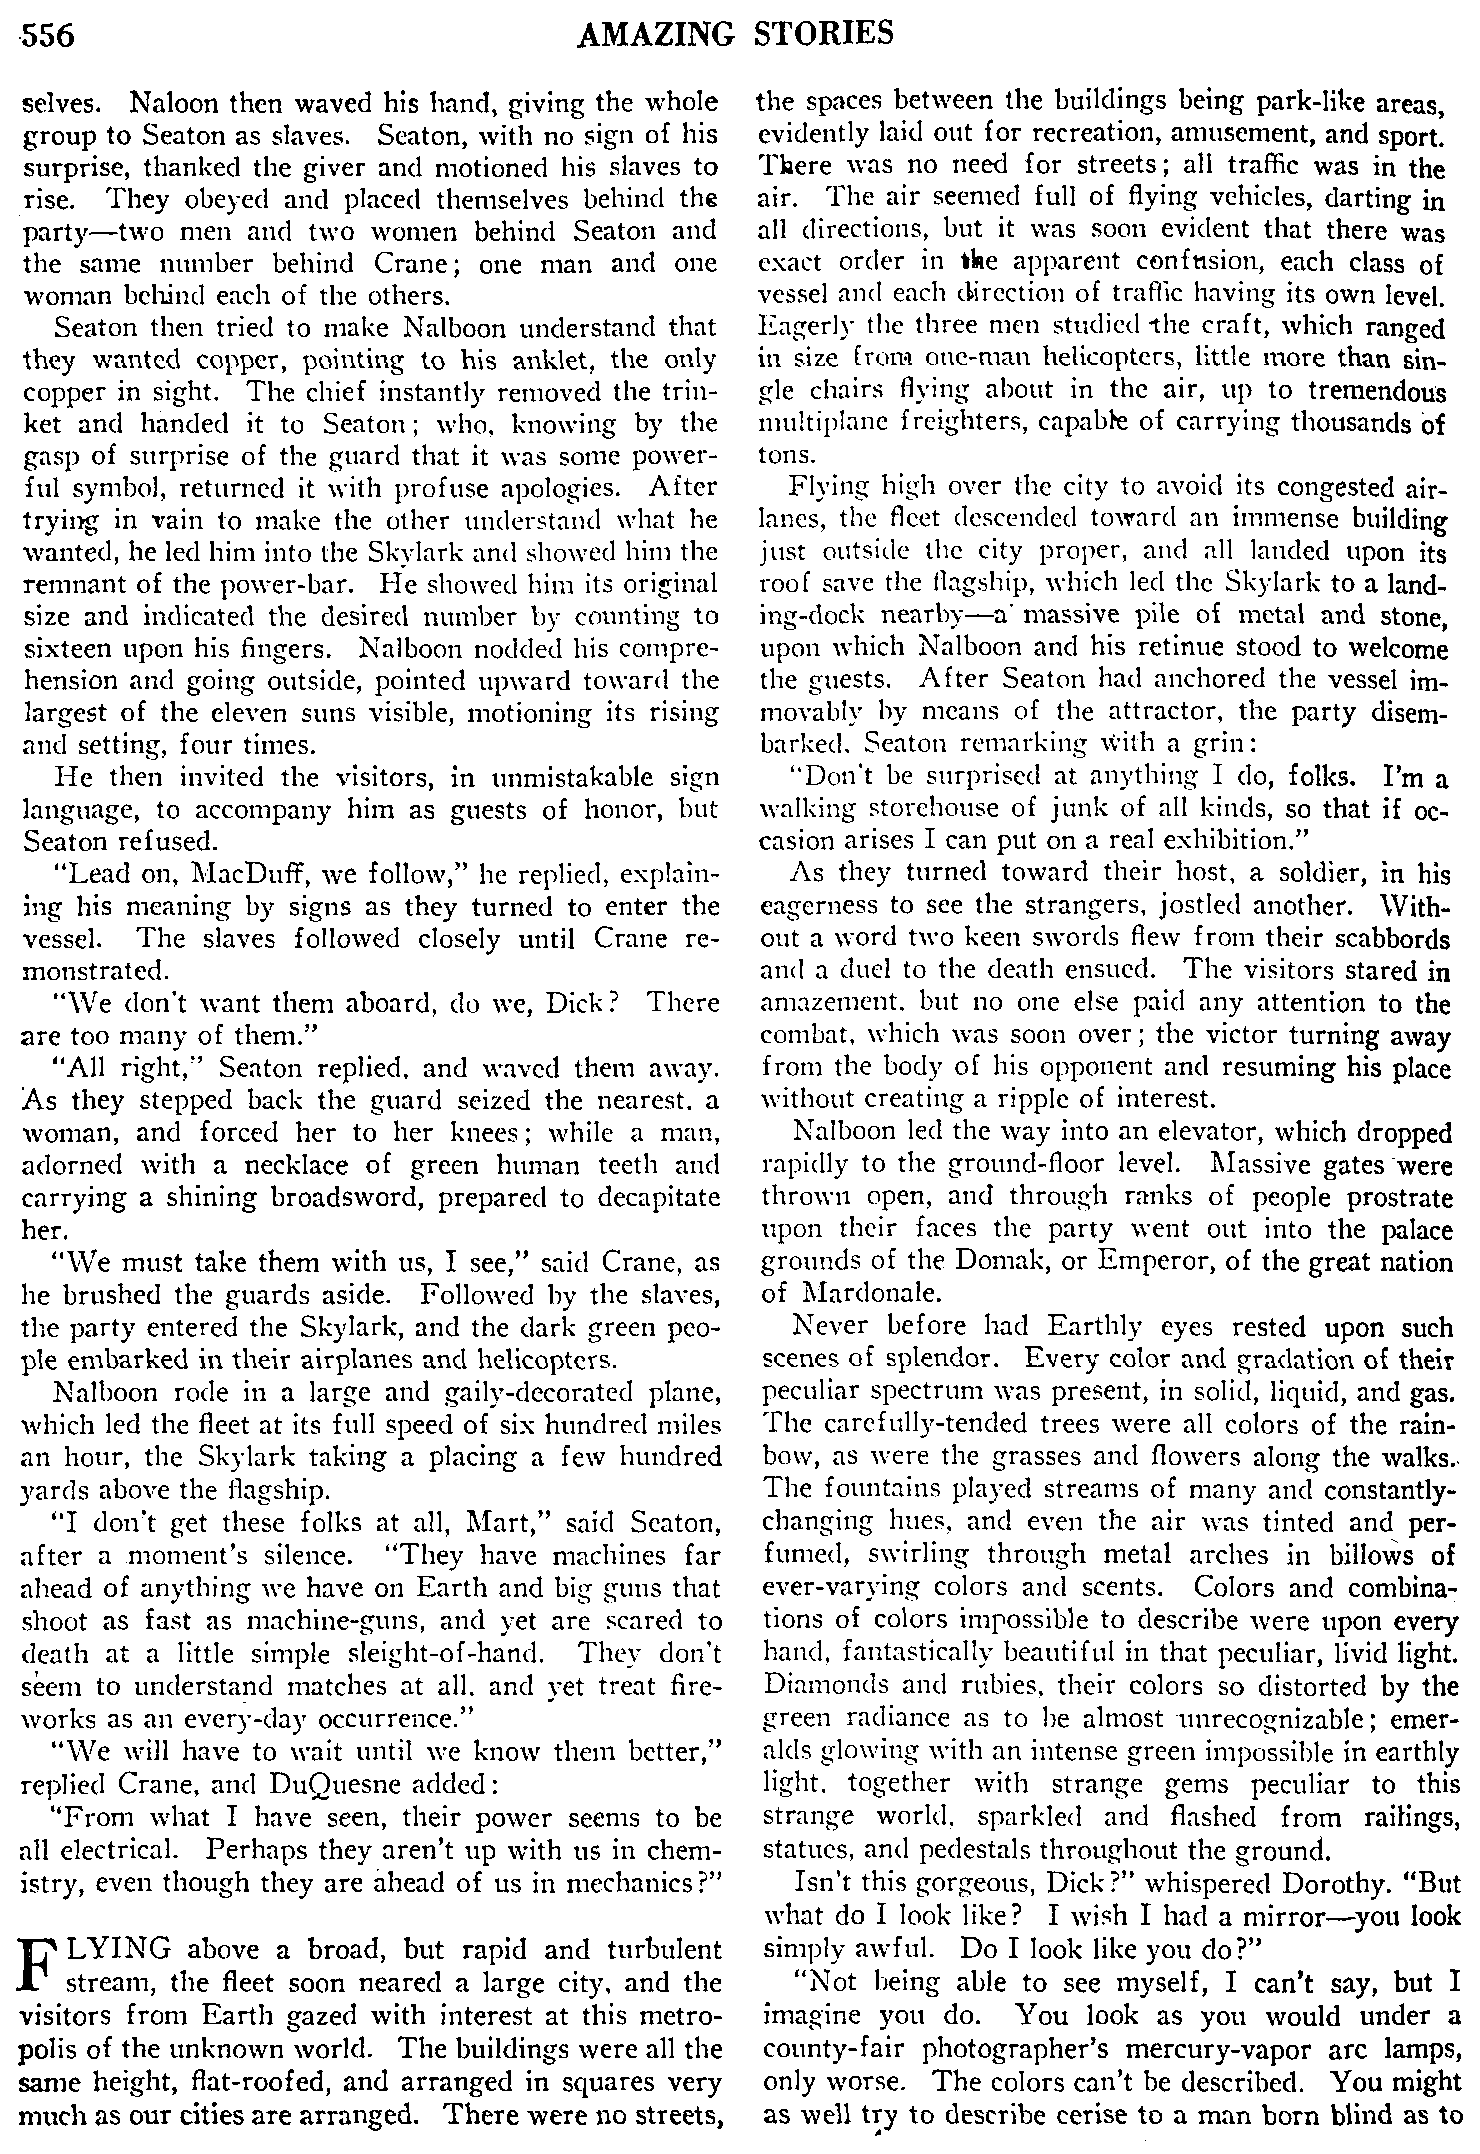 556
AMAZING STORIES
selves. Naloon then waved his hand, giving the whole
group to Seaton as slaves. Seaton, with no sign of his
surprise, thanked the giver and motioned his slaves to
rise. They obeyed and placed themselves behind the
party—two men and two women behind Seaton and
the same number behind Crane; one man and one
woman behind each of the others.
Seaton then tried to make Nalboon understand that
they wanted copper, pointing to his anklet, the only
copper in sight. The chief instantly removed the trin-
ket and handed it to Seaton; who, knowing by the
gasp of surprise of the guard that it was some power-
ful symbol, returned it with profuse apologies. After
trying in vain to make the other understand what he
wanted, he led him into the Skylark and showed him the
remnant of the power-bar. He showed him its original
size and indicated the desired number by counting to
sixteen upon his fingers. Nalboon nodded his compre-
hension and going outside, pointed upward toward the
largest of the eleven suns visible, motioning its rising
and setting, four times.
He then invited the visitors, in unmistakable sign
language, to accompany him as guests of honor, but
Seaton refused.
"Lead on, MacDuff, we follow," he replied, explain-
ing his meaning by signs as they turned to enter the
vessel. The slaves followed closely until Crane re-
monstrated.
"We don't want them aboard, do we, Dick? There
are too many of them."
"All right," Seaton replied, and waved them away.
As they stepped back the guard seized the nearest, a
woman, and forced her to her knees; while a man,
adorned with a necklace of green human teeth and
carrying a shining broadsword, prepared to decapitate
her.
"We must take them with us, I see," said Crane, as
he brushed the guards aside. Followed by the slaves,
the party entered the Skylark, and the dark green peo-
ple embarked in their airplanes and helicopters.
Nalboon rode in a large and gaily-decorated plane,
which led the fleet at its full speed of six hundred miles
an hour, the Skylark taking a placing a few hundred
yards above the flagship.
"I don't get these folks at all, Mart," said Seaton,
after a moment's silence. "They have machines far
ahead of anything we have on Earth and big guns that
shoot as fast as machine-guns, and yet are scared to
death at a little simple sleight-of-hand. They don't
seem to understand matches at all, and yet treat fire-
works as an every-day occurrence."
"We will have to wait until we know them better,"
replied Crane, and DuQuesne added:
"From what I have seen, their power seems to be
all electrical. Perhaps they aren't up with us in chem-
istry, even though they are ahead of us in mechanics?"
FLYING above a broad, but rapid and turbulent
stream, the fleet soon neared a large city, and the
visitors from Earth gazed with interest at this metro-
polis of the unknown world. The buildings were all the
same height, flat-roofed, and arranged in squares very
much as our cities are arranged. There were no streets,
the spaces between the buildings being park-like areas,
evidently laid out for recreation, amusement, and sport.
There was no need for streets; all traffic was in the
air. The air seemed full of flying vehicles, darting in
all directions, but it was soon evident that there was
exact order in the apparent confusion, each class of
vessel and each direction of traffic having its own level.
Eagerly the three men studied the craft, which ranged
in size from one-man helicopters, little more than sin-
gle chairs flying about in the air, up to tremendous
multiplane freighters, capable of carrying thousands of
tons.
Flying high over the city to avoid its congested air-
lanes, the fleet descended toward an immense building
just outside the city proper, and all landed upon its
roof save the flagship, which led the Skylark to a land-
ing-dock nearby—a massive pile of metal and stone,
upon which Nalboon and his retinue stood to welcome
the guests. After Seaton had anchored the vessel im-
movably by means of the attractor, the party disem-
barked, Seaton remarking with a grin:
"Don't be surprised at anything I do, folks. I'm a
walking storehouse of junk of all kinds, so that if oc-
casion arises I can put on a real exhibition."
As they turned toward their host, a soldier, in his
eagerness to see the strangers, jostled another. With-
out a word two keen swords flew from their scabbords
and a duel to the death ensued. The visitors stared in
amazement, but no one else paid any attention to the
combat, which was soon over; the victor turning away
from the body of his opponent and resuming his place
without creating a ripple of interest.
Nalboon led the way into an elevator, which dropped
rapidly to the ground-floor level. Massive gates were
thrown open, and through ranks of people prostrate
upon their faces the party went out into the palace
grounds of the Domak, or Emperor, of the great nation
of Mardonale.
Never before had Earthly eyes rested upon such
scenes of splendor. Every color and gradation of their
peculiar spectrum was present, in solid, liquid, and gas.
The carefully-tended trees were all colors of the rain-
bow, as were the grasses and flowers along the walks.
The fountains played streams of many and constantly-
changing hues, and even the air was tinted and per-
fumed, swirling through metal arches in billows of
ever-varying colors and scents. Colors and combina-
tions of colors impossible to describe were upon every
hand, fantastically beautiful in that peculiar, livid light.
Diamonds and rubies, their colors so distorted by the
green radiance as to be almost unrecognizable; emer-
alds glowing with an intense green impossible in earthly
light, together with strange gems peculiar to this
strange world, sparkled and flashed from railings,
statues, and pedestals throughout the ground.
Isn't this gorgeous, Dick?" whispered Dorothy. "But
what do I look like? I wish I had a mirror—you look
simply awful. Do I look like you do?"
"Not being able to see myself, I can't say, but I
imagine you do. You look as you would under a
county-fair photographer's mercury-vapor arc lamps,
only worse. The colors can't be described. You might
as well try to describe cerise to a man born blind as to